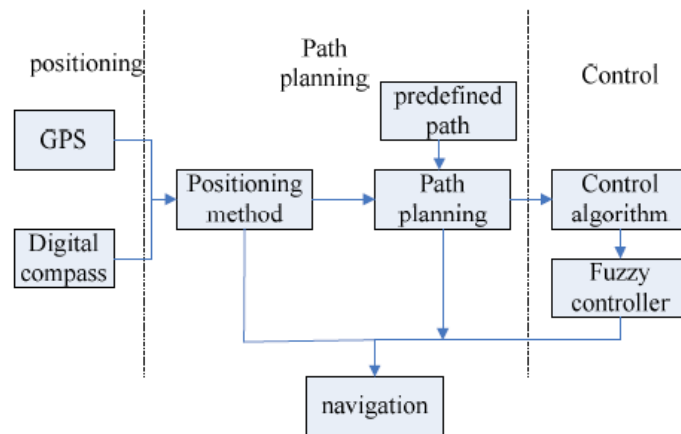 positioning
Path
planning
Control
GPS
Digital
compass
Positioning
method
predefined
path
Path
planning
Control
algorithm
Fuzzy
controller
navigation